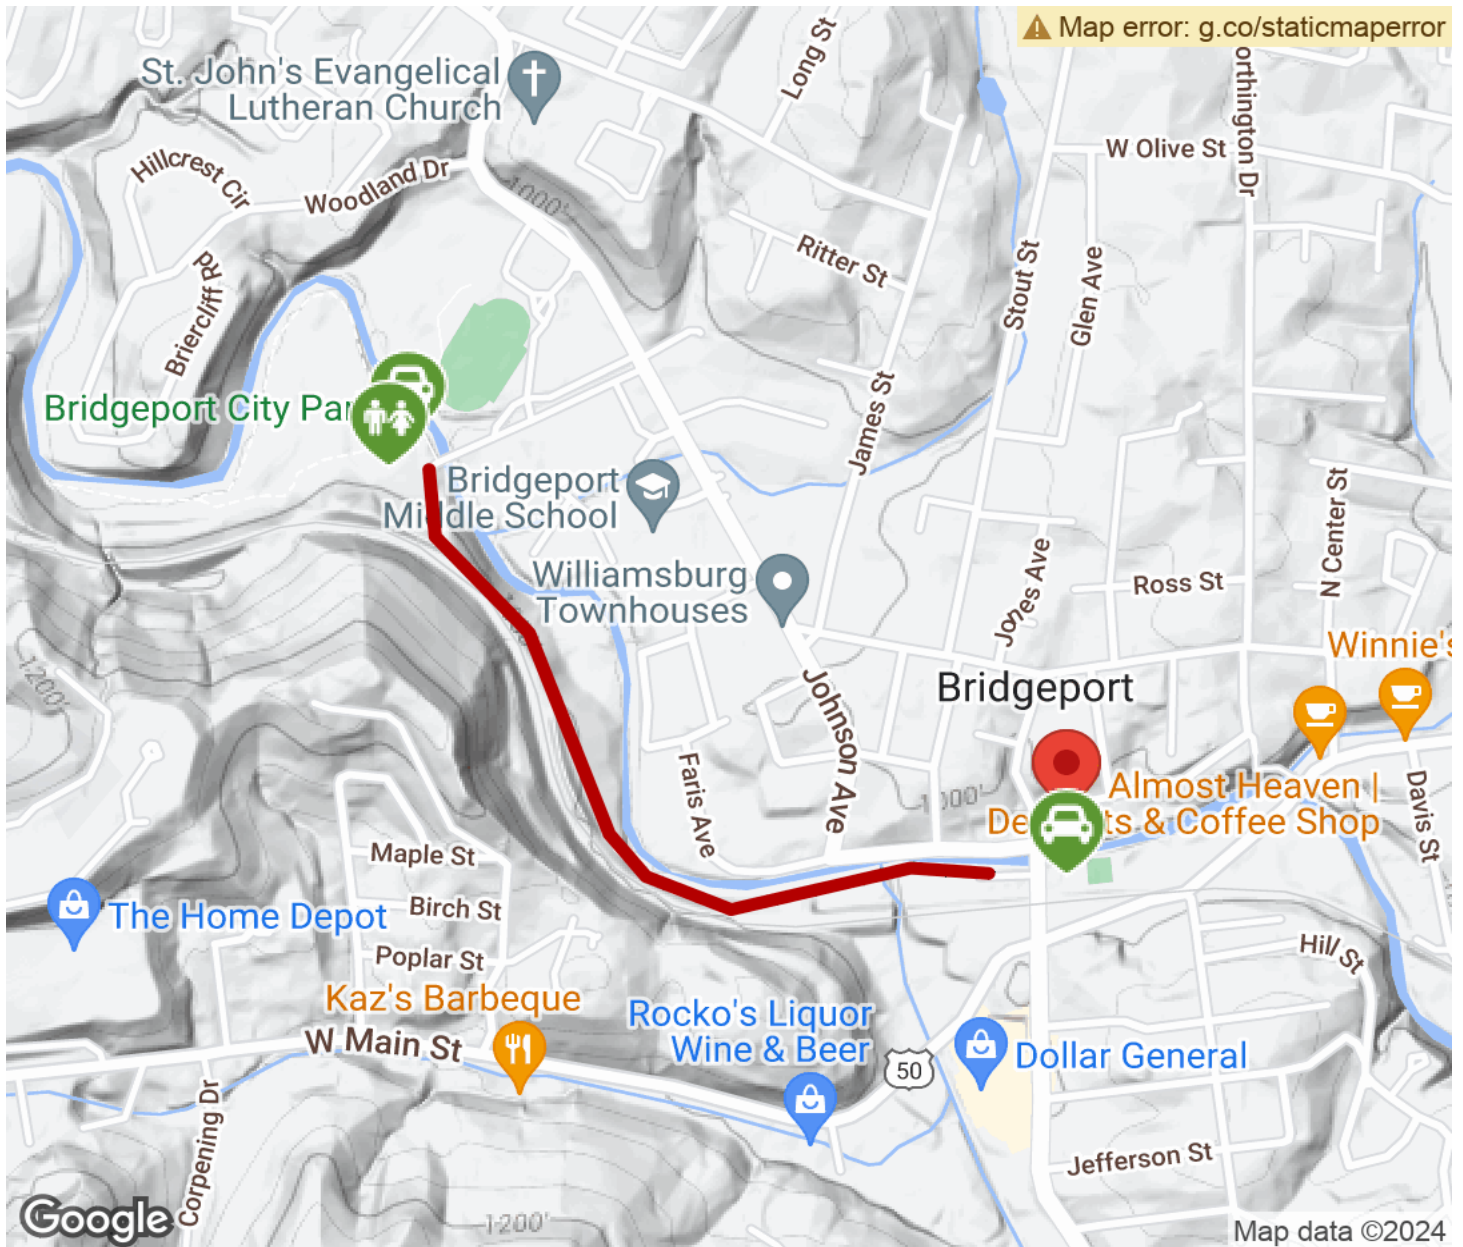 Map error: g.co/staticmaperror
St. John's Evangelical
Lutheran Church
Long St
orthington Dr
W Olive St
Hillcrest Cir
Woodland Dr
1000'
Ritter St
Stout St
Glen Ave
Briercliff Rd
James St
Bridgeport City Par
Bridgeport
Middle School
N Center St
Jones Ave
Ross St
Williamsburg
Townhouses
Winnie's
1200'
Bridgeport
Johnson Ave
Faris Ave
1000'
Almost Heaven |
De ts & Coffee Shop
Davis St
Maple St
The Home Depot
Birch St
Poplar St
Hill St
Kaz's Barbeque
W Main St
Rocko's Liquor
Wine & Beer
50
Dollar General
Corpening Dr
Jefferson St
1200'
Google
Map data ©2024